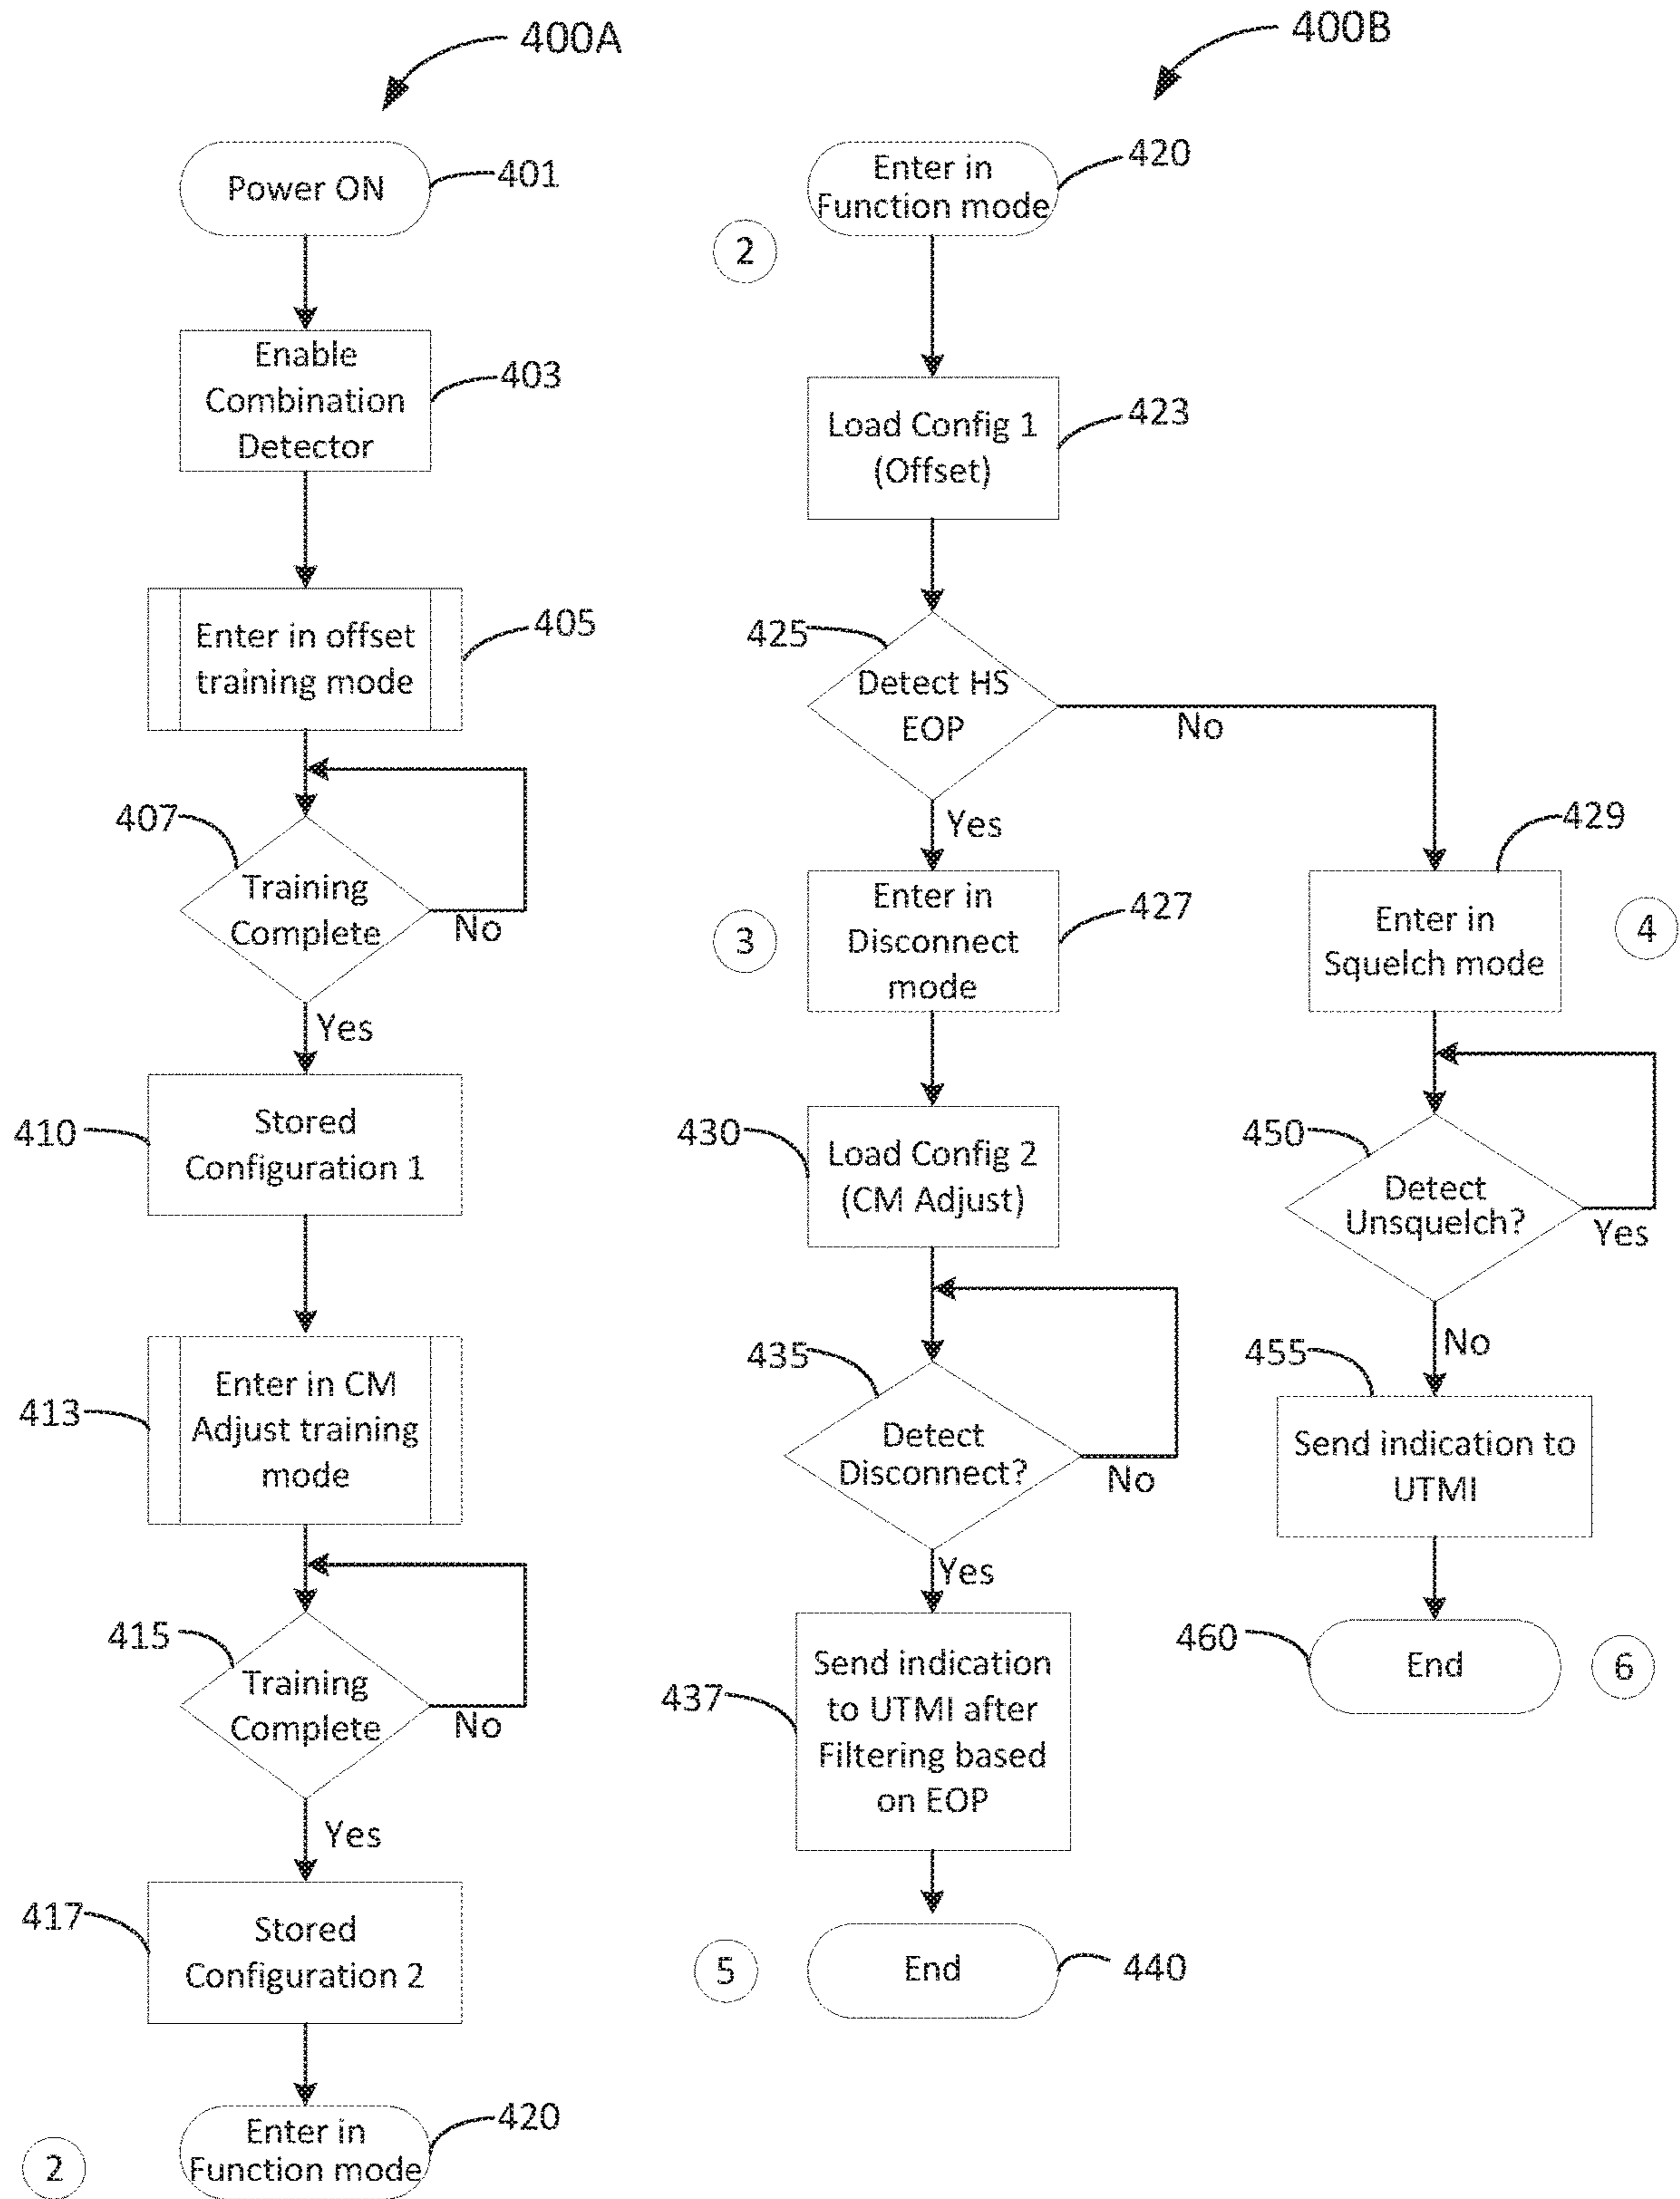 400A
Power ON
401
Enable
Combination
Detector
403
Enter in offset
training mode
405
407
Training
Complete
No
Yes
410
Stored
Configuration 1
413
Enter in CM
Adjust training
mode
415
Training
Complete
No
Yes
417
Stored
Configuration 2
Enter in
Function mode
420
2
400B
Enter in
Function mode
420
2
Load Config 1
(Offset)
423
425
Detect HS
EOP
No
Yes
Enter in
Disconnect
mode
427
3
430
Load Config 2
(CM Adjust)
435
Detect
Disconnect?
No
Yes
437
Send indication
to UTMI after
Filtering based
on EOP
5
End
440
429
Enter in
Squelch mode
4
450
Detect
Unsquelch?
Yes
No
455
Send indication to
UTMI
460
End
6